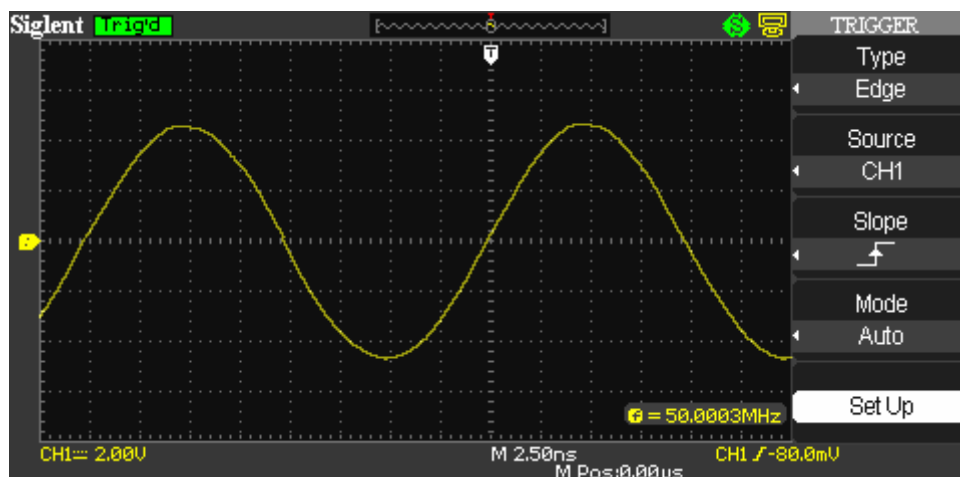 Siglent Trig'd
T
f = 50.0003MHz
CH1 2.00V M 2.50ns CH1 -80.0mV
M Pos:0.00µs
TRIGGER
Type
Edge
Source
CH1
Slope
Mode
Auto
Set Up